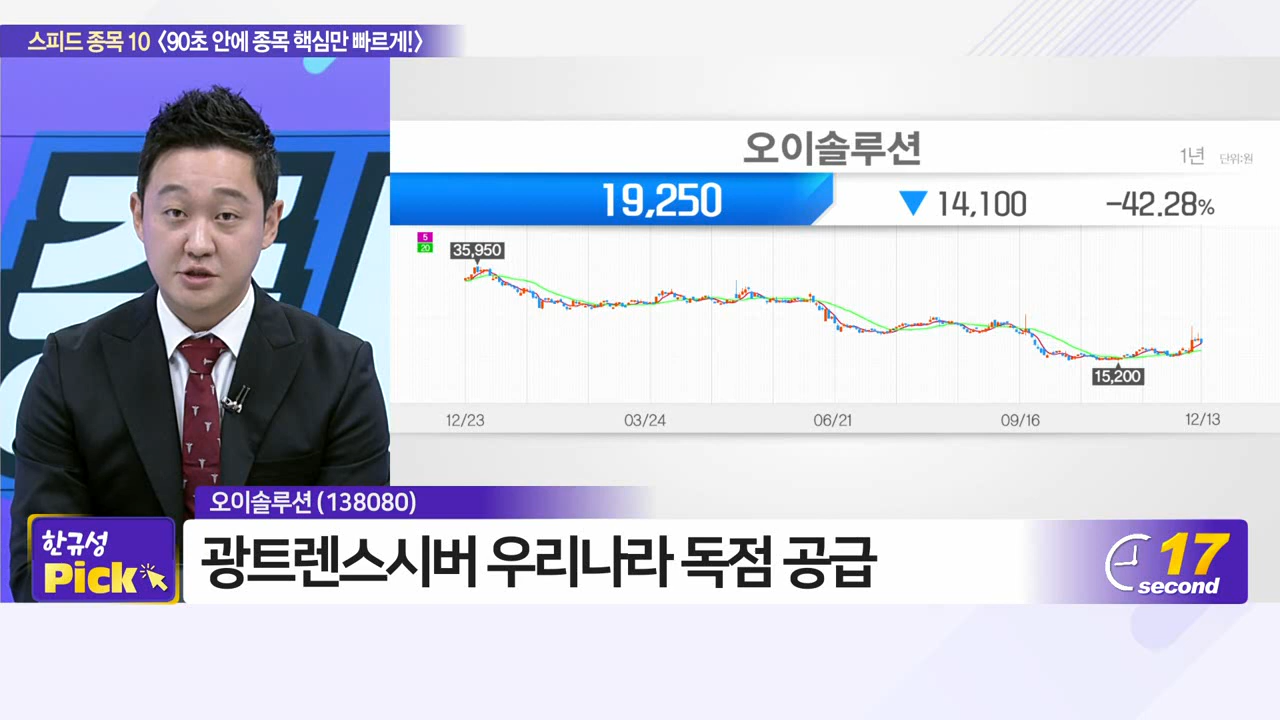 스피드 종목 10 〈90초 안에 종목 핵심만 빠르게!〉
오이솔루션
1년 단위:원
19,250 ▼ 14,100 -42.28%
5
20
35,950
15,200
12/23 03/24 06/21 09/16 12/13
오이솔루션 (138080)
한규성
Pick
광트렌스시버 우리나라 독점 공급
17
second